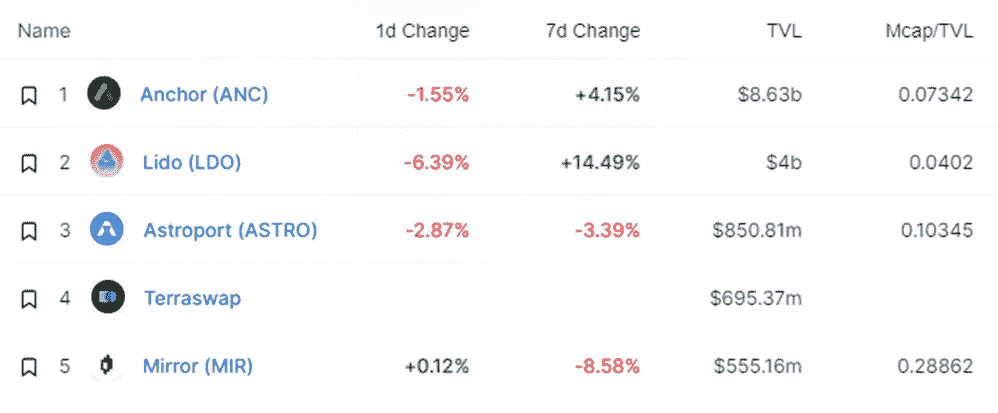 Name 1d Change 7d Change TVL Mcap/TVL
1 Anchor (ANC) -1.55% +4.15% $8.63b 0.07342
2 Lido (LDO) -6.39% +14.49% $4b 0.0402
3 Astroport (ASTRO) -2.87% -3.39% $850.81m 0.10345
4 Terraswap $695.37m
5 Mirror (MIR) +0.12% -8.58% $555.16m 0.28862